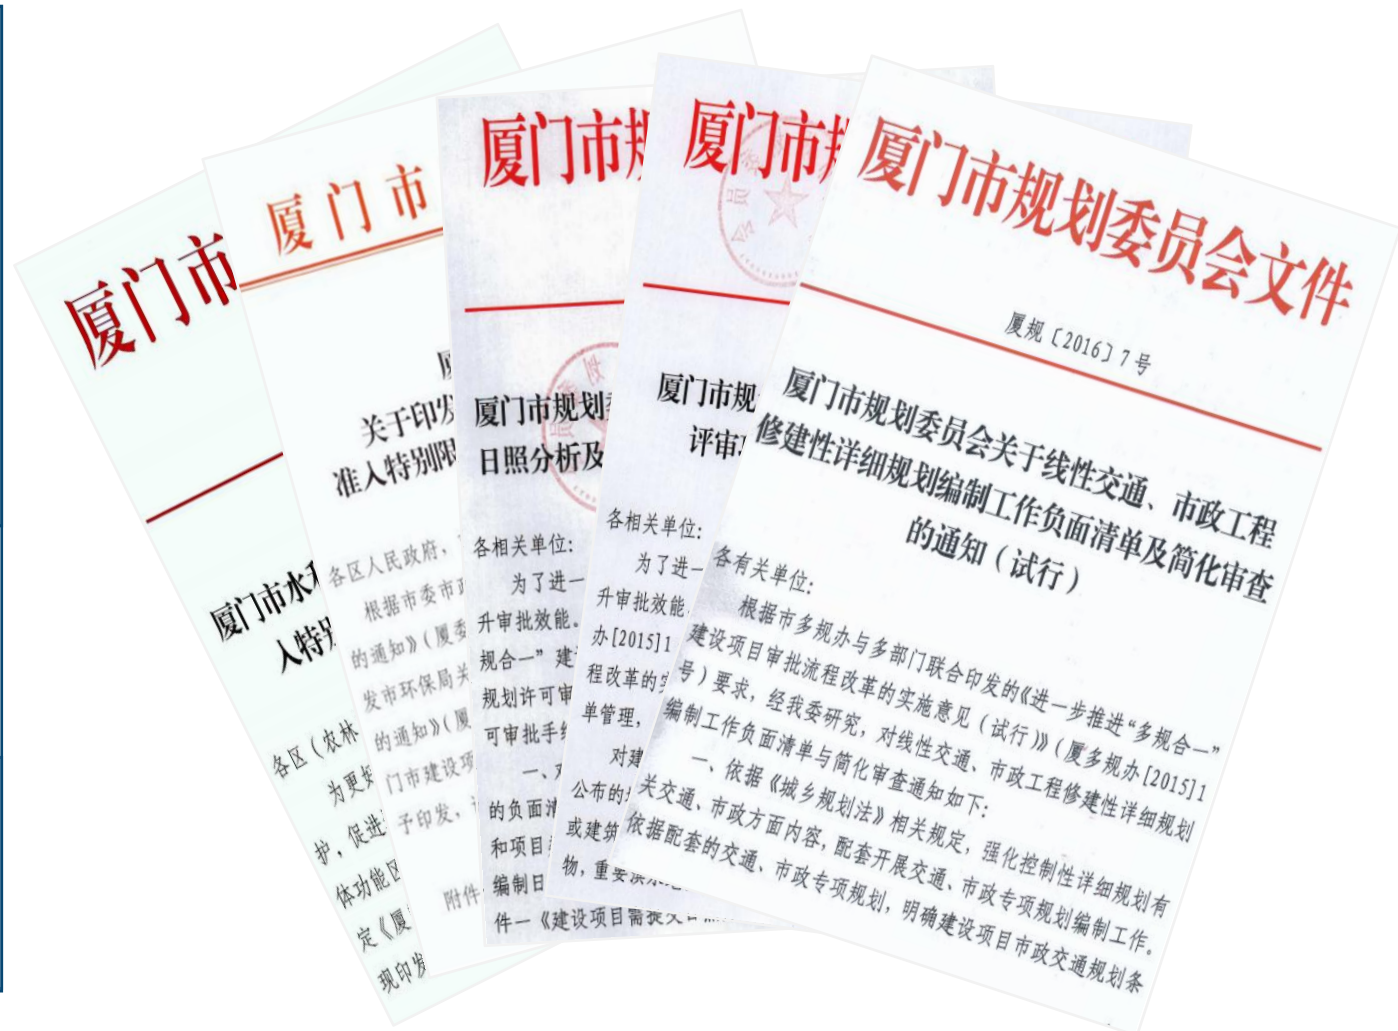 厦门市
厦门市水
入特别
各区（农林
为更好
护，促进
体功能区
定《厦
现印发
厦门市
关于印发
准入特别限
各区人民政府，
根据市委市政
的通知》（厦委
发市环保局关
的通知》（厦
门市建设项
予印发，
附件
厦门市规
厦门市规划
日照分析及
各相关单位：
为了进一
升审批效能。
规合一”建
规划许可审
可审批手续
一、对
的负面清
和项目
编制日
件一《建设项目需提交日照
厦门市规
厦门市规
评审
各相关单位：
为了进一
升审批效能
办[2015]1
程改革的实
单管理，
对建
公布的
或建筑
物，重要滨水
厦门市规划委员会文件
厦规〔2016〕7号
厦门市规划委员会关于线性交通、市政工程
修建性详细规划编制工作负面清单及简化审查
的通知（试行）
各有关单位：
根据市多规办与多部门联合印发的《进一步推进“多规合一”
建设项目审批流程改革的实施意见（试行）》（厦多规办[2015]1
号）要求，经我委研究，对线性交通、市政工程修建性详细规划
编制工作负面清单与简化审查通知如下：
一、依据《城乡规划法》相关规定，强化控制性详细规划有
关交通、市政方面内容，配套开展交通、市政专项规划编制工作。
依据配套的交通、市政专项规划，明确建设项目市政交通规划条